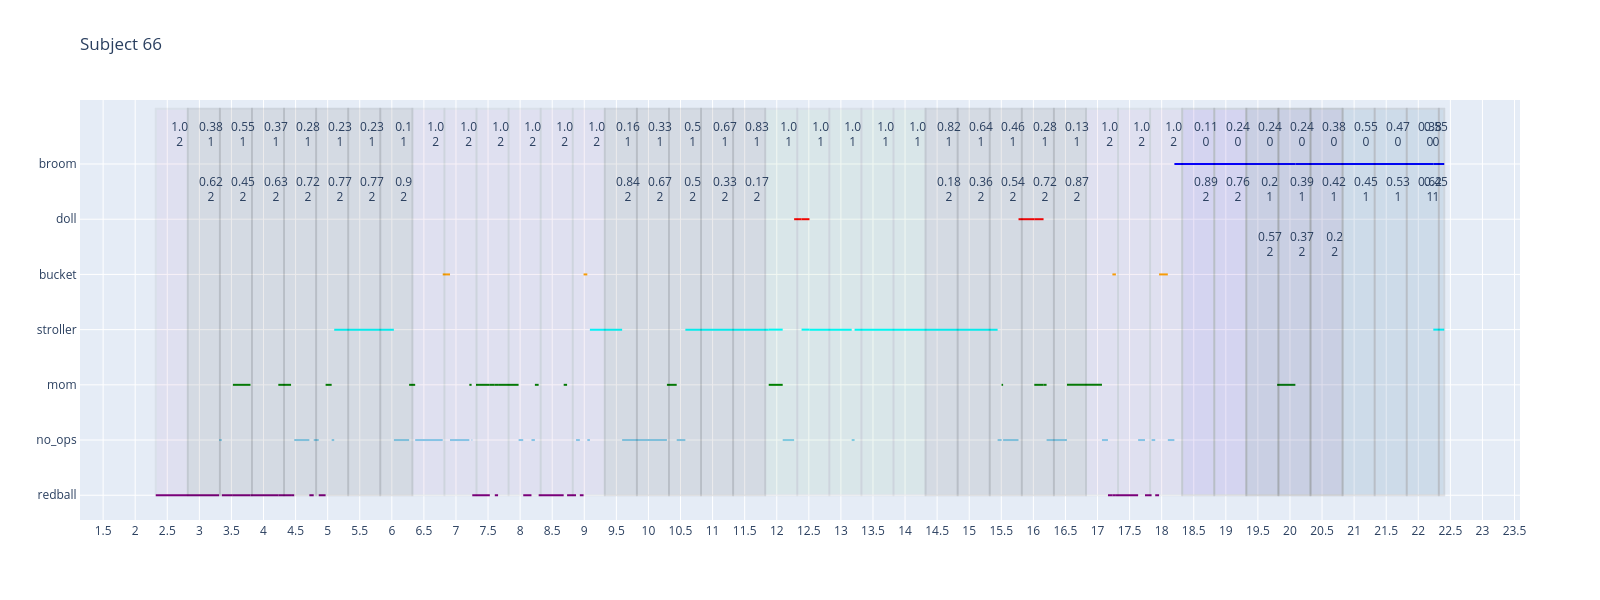 Subject 66
1.0 0.38 0.55 0.37 0.28 0.23 0.23 0.1 1.0 1.0 1.0 1.0 1.0 1.0 0.16 0.33 0.5 0.67 0.83 1.0 1.0 1.0 1.0 1.0 0.82 0.64 0.46 0.28 0.13 1.0 1.0 1.0 0.11 0.24 0.24 0.24 0.38 0.55 0.47
2 1 1 1 1 1 1 1 2 2 2 2 2 2 1 1 1 1 1 1 1 1 1 1 1 1 1 1 1 2 2 2 0 0 0 0 0 0 0
broom
0.62 0.45 0.63 0.72 0.77 0.77 0.9 0.84 0.67 0.5 0.33 0.17 0.18 0.36 0.54 0.72 0.87 0.89 0.76 0.2 0.39 0.42 0.45 0.53
2 2 2 2 2 2 2 2 2 2 2 2 2 2 2 2 2 2 2 1 1 1 1 1
doll
0.57 0.37 0.2
2 2 2
bucket
stroller
mom
no_ops
redball
1.5 2 2.5 3 3.5 4 4.5 5 5.5 6 6.5 7 7.5 8 8.5 9 9.5 10 10.5 11 11.5 12 12.5 13 13.5 14 14.5 15 15.5 16 16.5 17 17.5 18 18.5 19 19.5 20 20.5 21 21.5 22 22.5 23 23.5